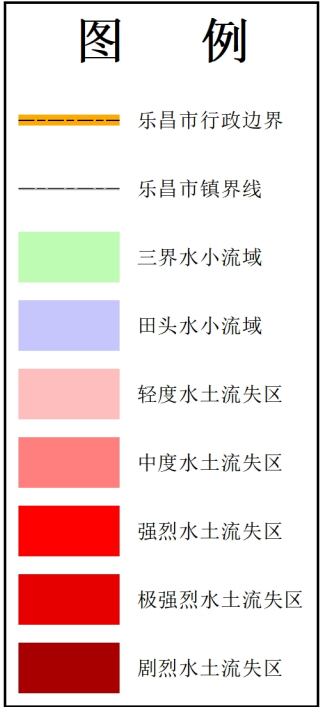 图 例
乐昌市行政边界
乐昌市镇界线
三界水小流域
田头水小流域
轻度水土流失区
中度水土流失区
强烈水土流失区
极强烈水土流失区
剧烈水土流失区